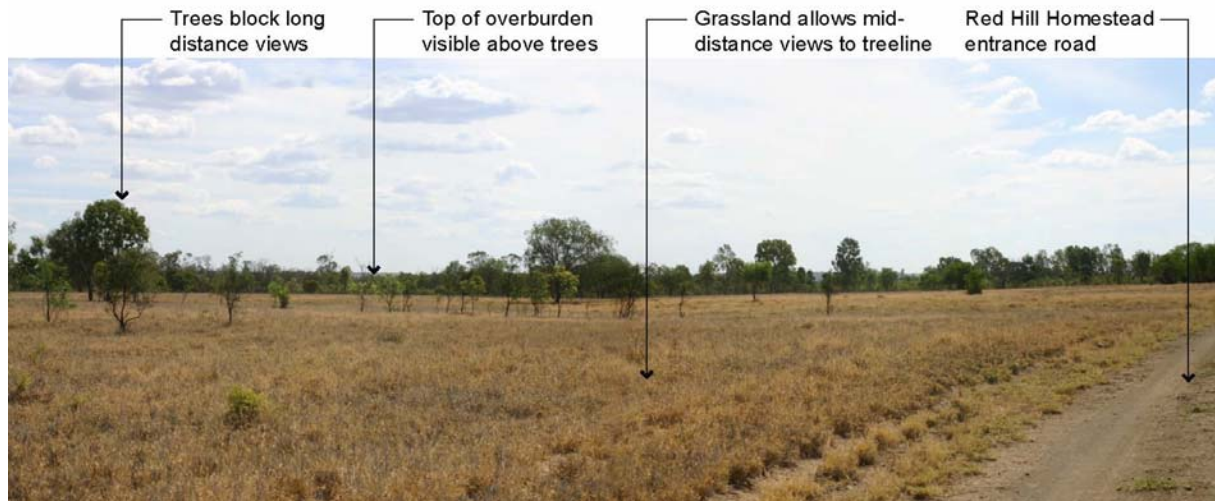 Trees block long
distance views
Top of overburden
visible above trees
Grassland allows mid-
distance views to treeline
Red Hill Homestead
entrance road